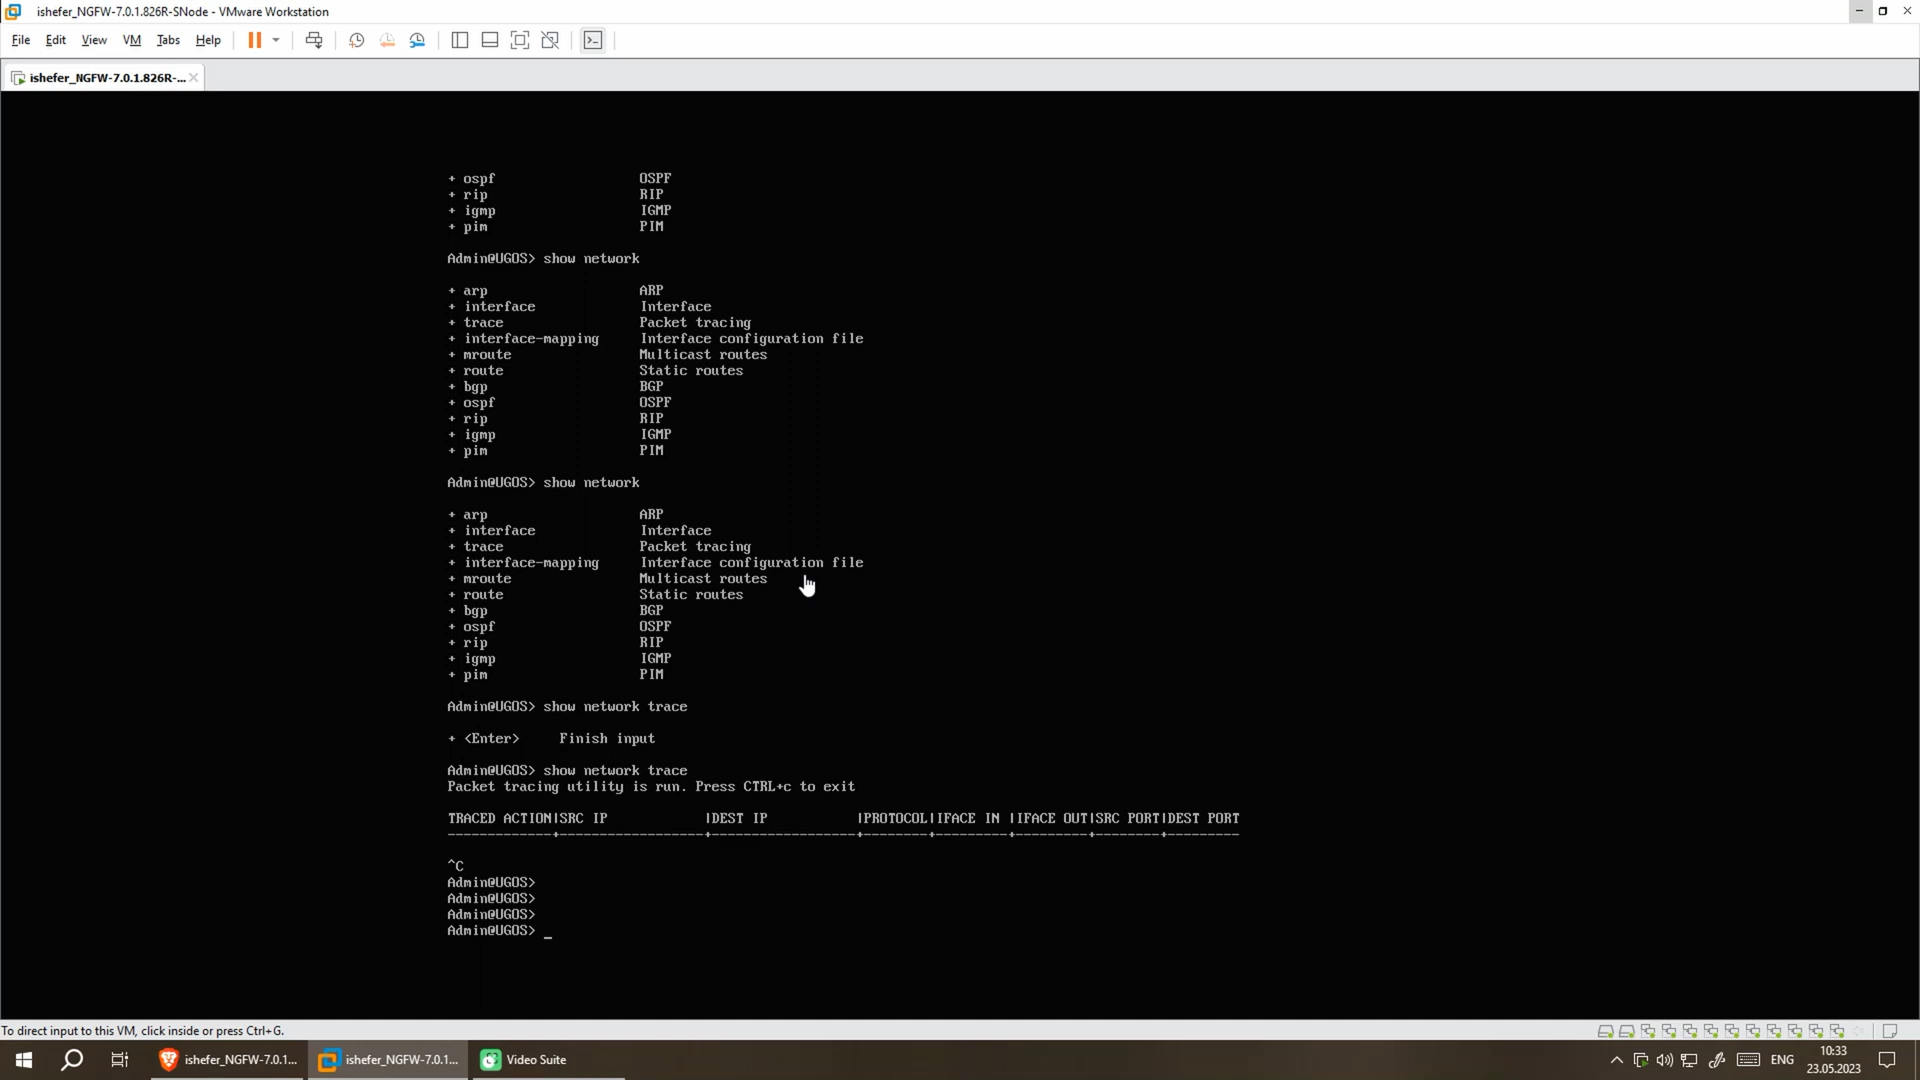 ishefer_NGFW-7.0.1.826R-SNode - VMware Workstation
File Edit View VM Tabs Help
ishefer_NGFW-7.0.1.826R-...
+ ospf OSPF
+ rip RIP
+ igmp IGMP
+ pim PIM
Admin@UGOS> show network
+ arp ARP
+ interface Interface
+ trace Packet tracing
+ interface-mapping Interface configuration file
+ mroute Multicast routes
+ route Static routes
+ bgp BGP
+ ospf OSPF
+ rip RIP
+ igmp IGMP
+ pim PIM
Admin@UGOS> show network
+ arp ARP
+ interface Interface
+ trace Packet tracing
+ interface-mapping Interface configuration file
+ mroute Multicast routes
+ route Static routes
+ bgp BGP
+ ospf OSPF
+ rip RIP
+ igmp IGMP
+ pim PIM
Admin@UGOS> show network trace
+ <Enter> Finish input
Admin@UGOS> show network trace
Packet tracing utility is run. Press CTRL+c to exit
TRACED ACTION|SRC IP |DEST IP |PROTOCOL|IFACE IN |IFACE OUT|SRC PORT|DEST PORT
-------------+------------------+------------------+--------+---------+---------+--------+---------
^C
Admin@UGOS>
Admin@UGOS>
Admin@UGOS>
Admin@UGOS> _
To direct input to this VM, click inside or press Ctrl+G.
ishefer_NGFW-7.0.1... ishefer_NGFW-7.0.1... Video Suite ENG 10:33
23.05.2023